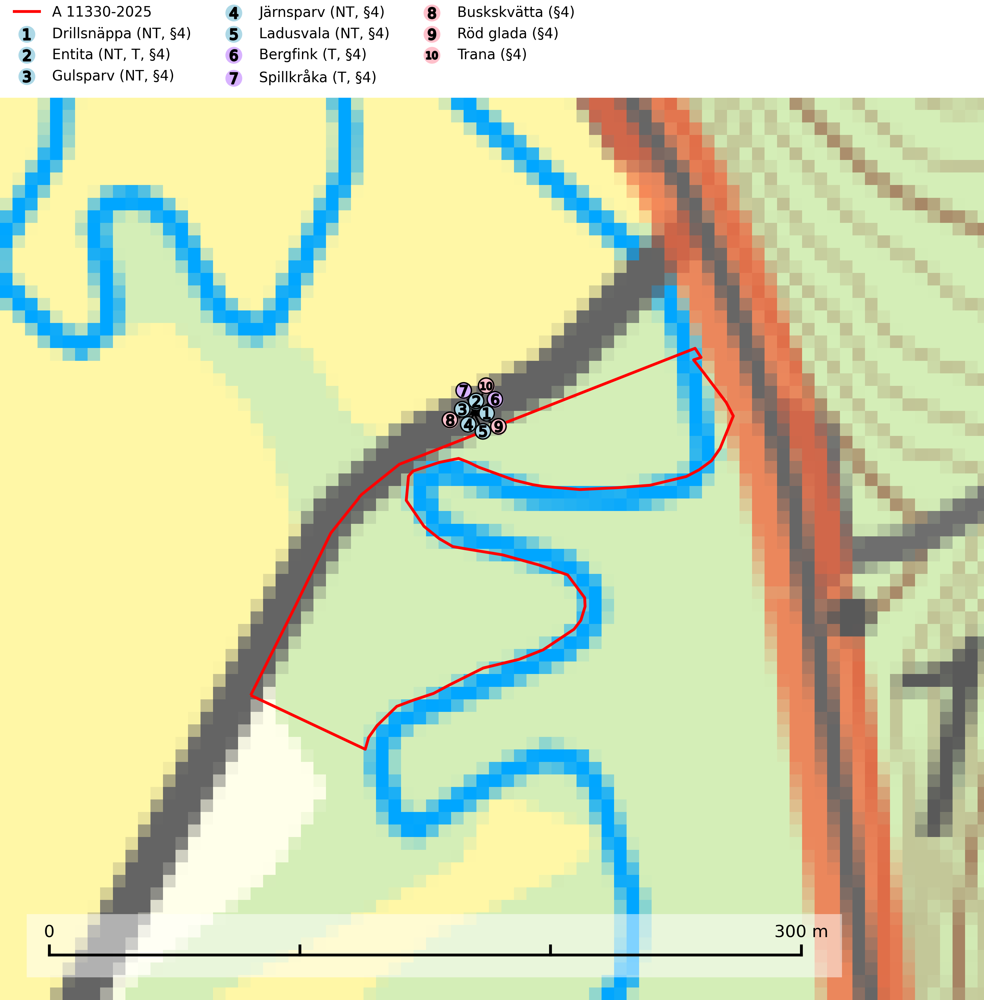 A 11330-2025
1 Drillsnäppa (NT, §4)
2 Entita (NT, T, §4)
3 Gulsparv (NT, §4)
4 Järnsparv (NT, §4)
5 Ladusvala (NT, §4)
6 Bergfink (T, §4)
7 Spillkråka (T, §4)
8 Buskskvätta (§4)
9 Röd glada (§4)
10 Trana (§4)
7 10
2 6
3 1
8 4 5 9
0 300 m